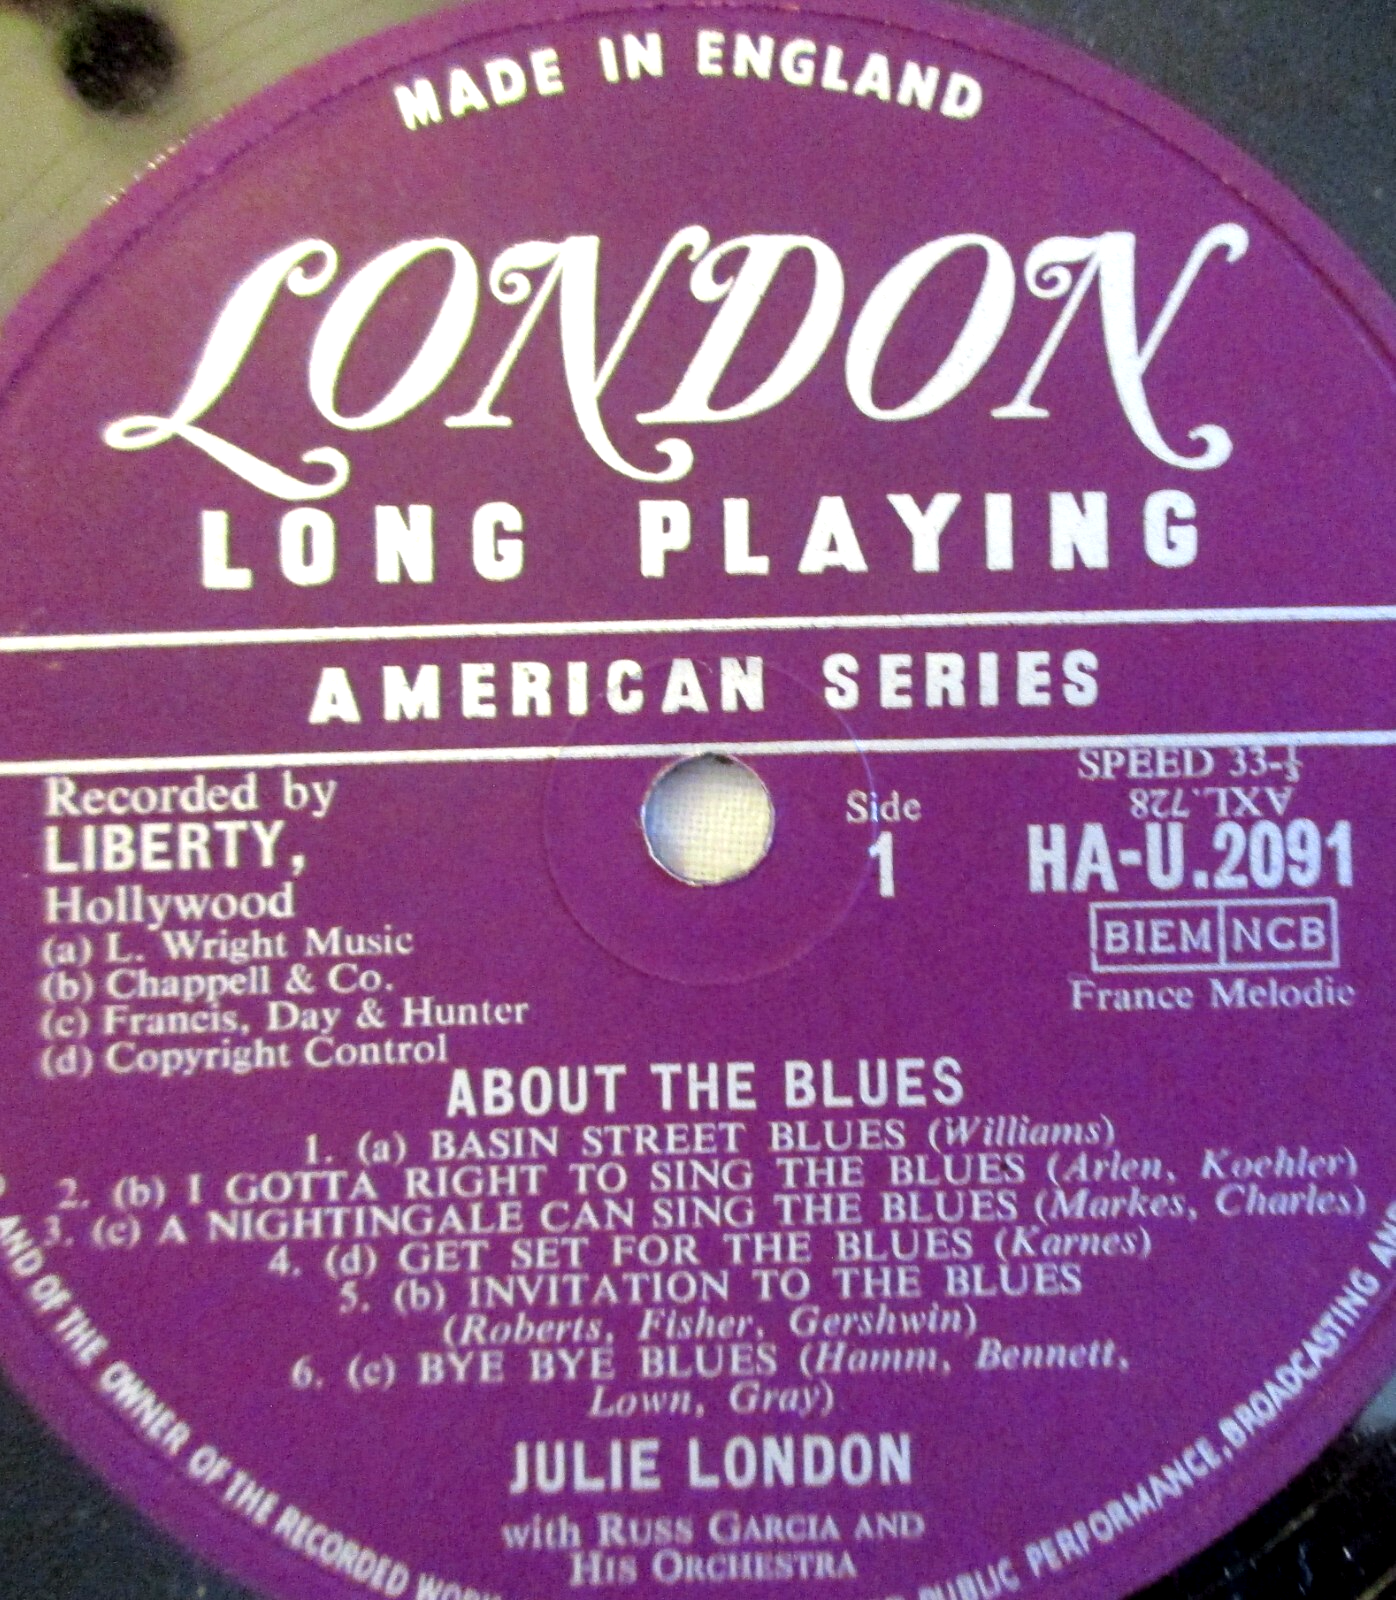 MADE IN ENGLAND
LONDON
LONG PLAYING
AMERICAN SERIES
Recorded by
LIBERTY,
Hollywood
(a) L. Wright Music
(b) Chappell & Co.
(c) Francis, Day & Hunter
(d) Copyright Control
Side
1
SPEED 33-⅓
AXL.728
HA-U.2091
BIEM NCB
France Melodie
ABOUT THE BLUES
1. (a) BASIN STREET BLUES (Williams)
2. (b) I GOTTA RIGHT TO SING THE BLUES (Arlen, Koehler)
3. (c) A NIGHTINGALE CAN SING THE BLUES (Markes, Charles)
4. (d) GET SET FOR THE BLUES (Karnes)
5. (b) INVITATION TO THE BLUES
(Roberts, Fisher, Gershwin)
6. (c) BYE BYE BLUES (Hamm, Bennett,
Lown, Gray)
JULIE LONDON
with RUSS GARCIA AND
HIS ORCHESTRA
AND OF THE OWNER OF THE RECORDED WORK
PUBLIC PERFORMANCE, BROADCASTING